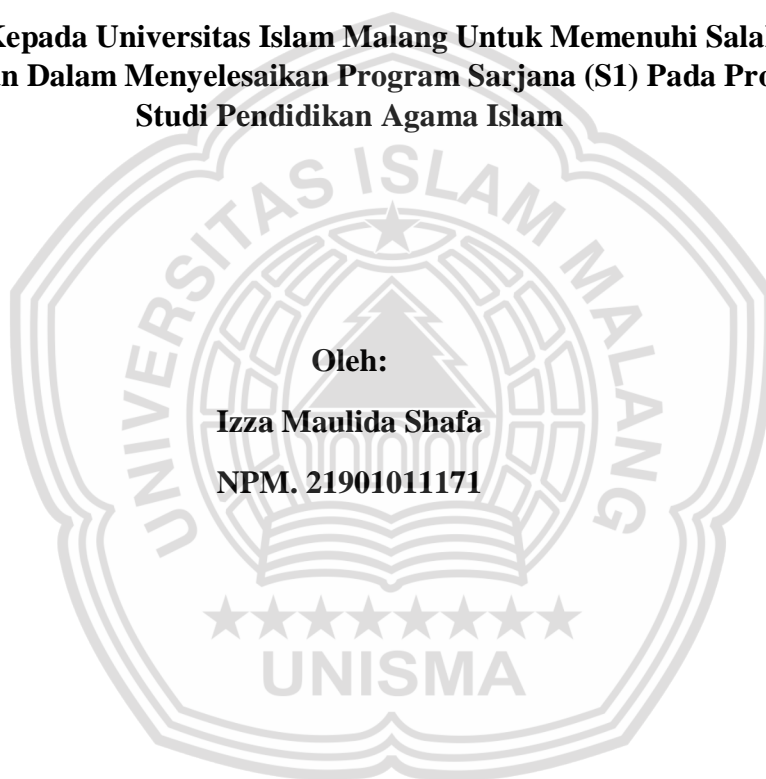 Kepada Universitas Islam Malang Untuk Memenuhi Sala
Dalam Menyelesaikan Program Sarjana (S1) Pada
Studi Pendidikan Agama Islam
UNIVERSITAS ISLAM MALANG
Oleh:
Izza Maulida Shafa
NPM. 21901011171
UNISMA